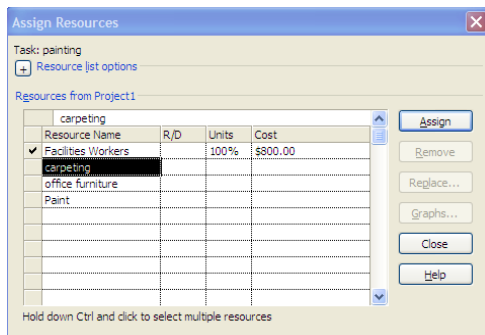 Assign Resources
Task: painting
+ Resource list options
Resources from Project1
carpeting
Resource Name R/D Units Cost
Facilities Workers 100% $800.00
carpeting
office furniture
Paint
Assign
Remove
Replace...
Graphs...
Close
Help
Hold down Ctrl and click to select multiple resources